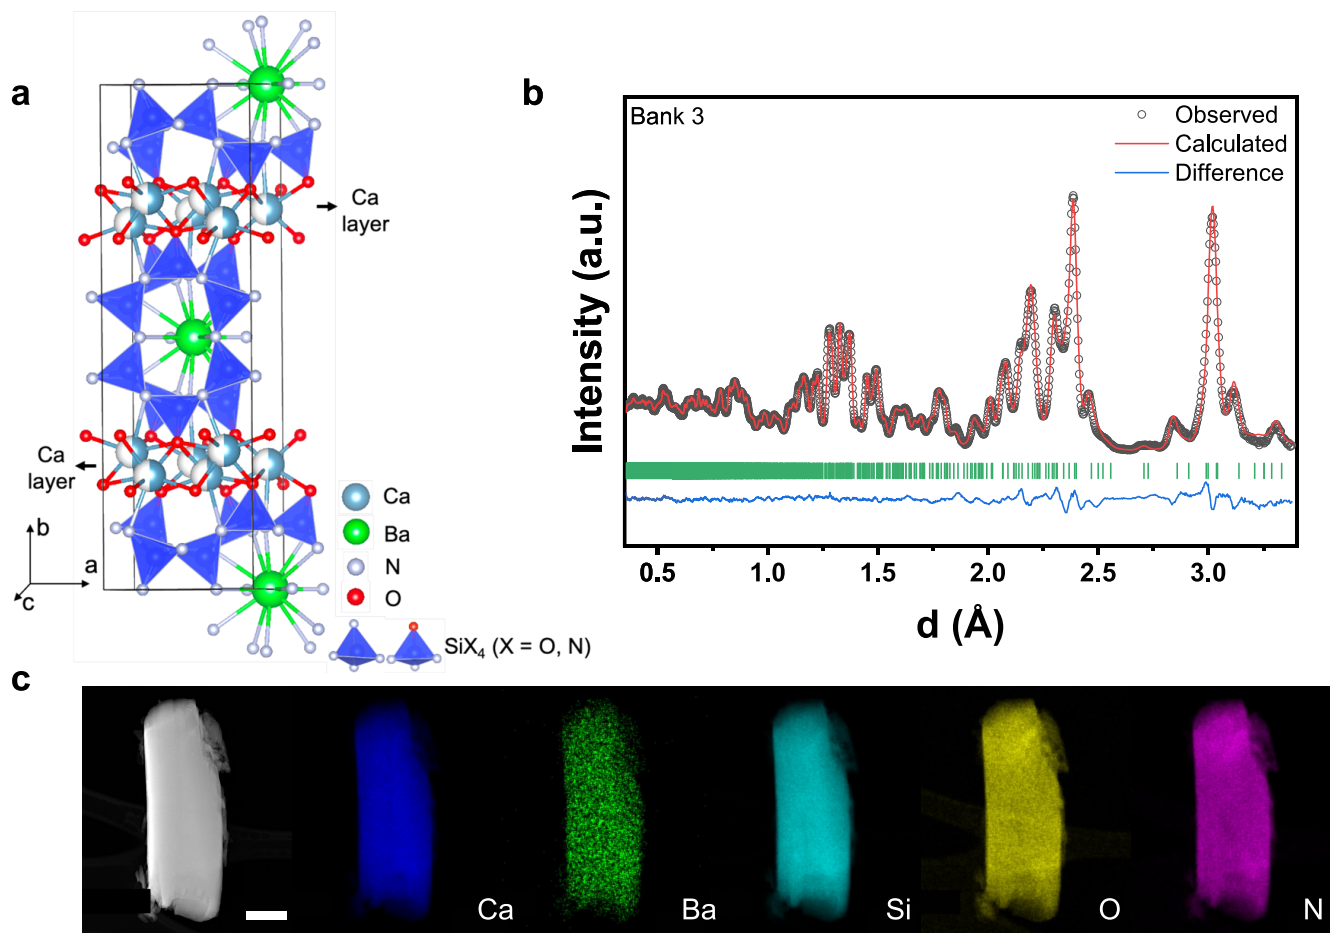 a
Ca
layer
Ca
layer
b
a
c
Ca
Ba
N
O
SiX₄ (X = O, N)
b
Bank 3
Observed
Calculated
Difference
Intensity (a.u.)
0.5 1.0 1.5 2.0 2.5 3.0
d (Å)
c
Ca Ba Si O N